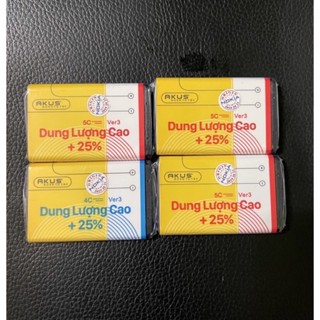 AKUS
5C Ver3
Dung Lượng Cao
+ 25%
AKUS
5C Ver3
Dung Lượng Cao
+ 25%
AKUS
4C Ver3
Dung Lượng Cao
+ 25%
AKUS
5C Ver3
Dung Lượng Cao
+ 25%